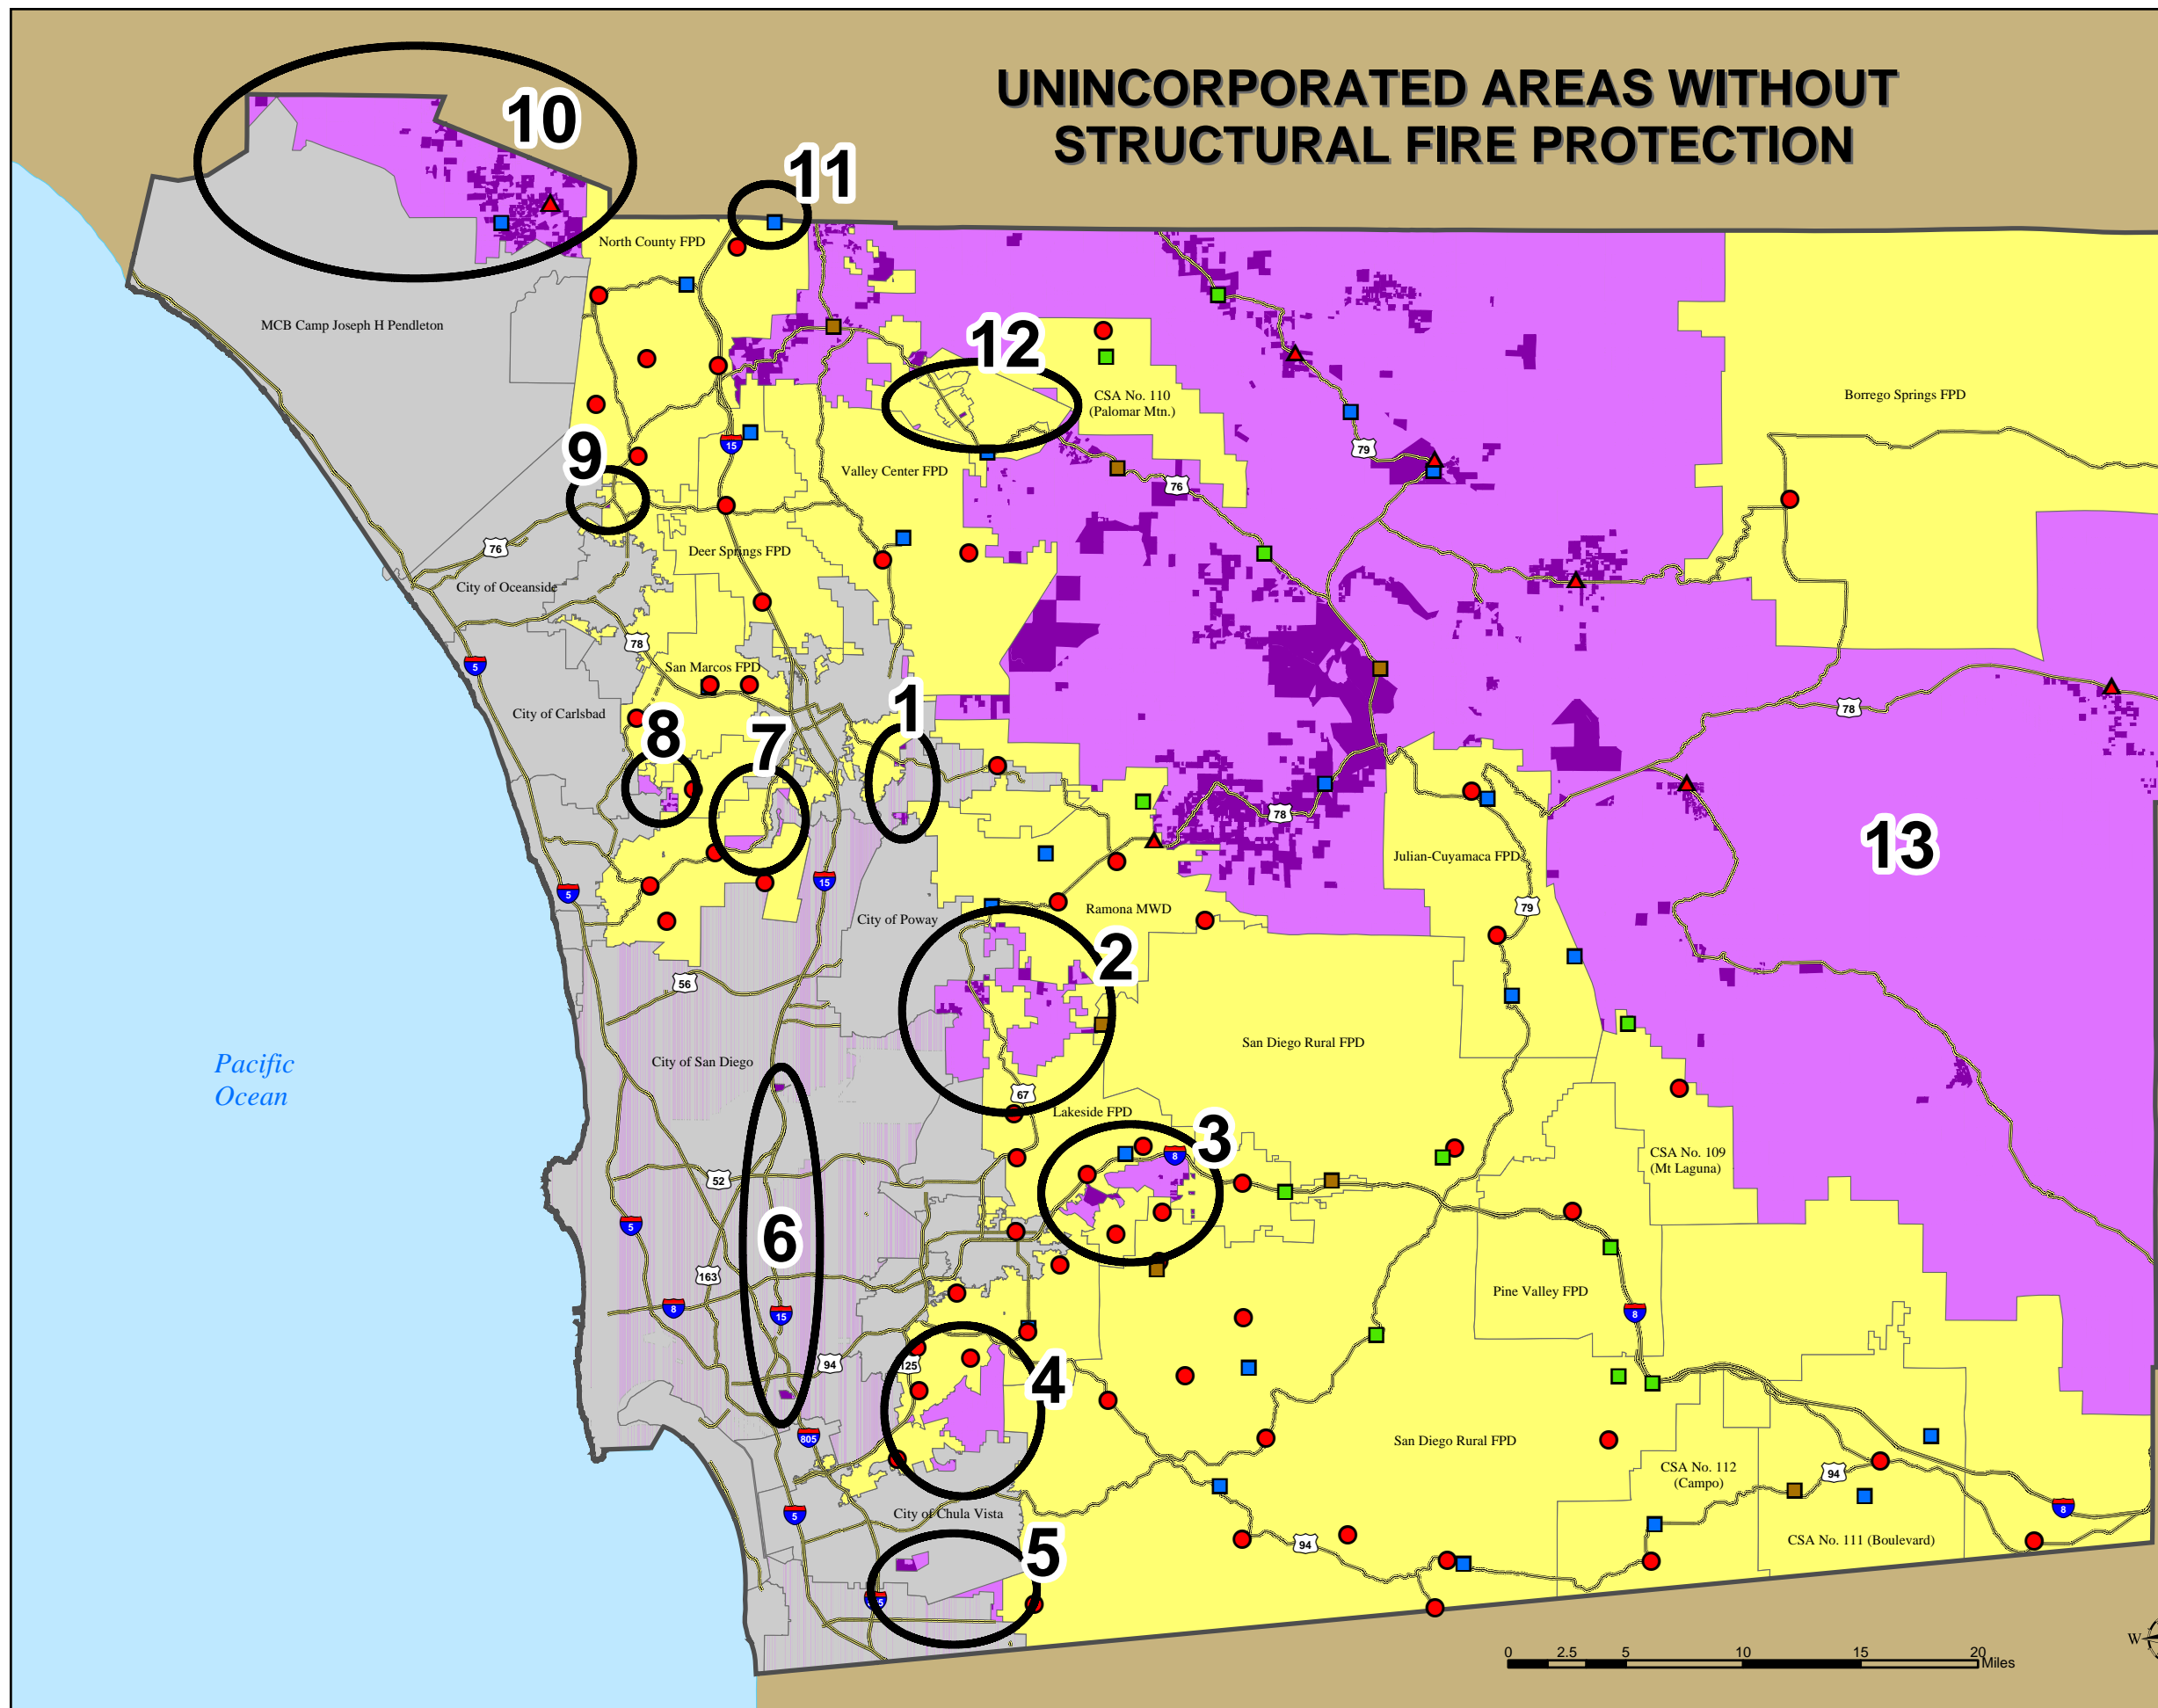 UNINCORPORATED AREAS WITHOUT
STRUCTURAL FIRE PROTECTION
10
11
North County FPD
MCB Camp Joseph H Pendleton
12
CSA No. 110
(Palomar Mtn.)
Borrego Springs FPD
15
79
9
Valley Center FPD
76
76
Deer Springs FPD
City of Oceanside
78
5
San Marcos FPD
City of Carlsbad
1
8
7
78
78
13
Julian-Cuyamaca FPD
5
15
City of Poway
Ramona MWD
79
2
56
San Diego Rural FPD
City of San Diego
Pacific
Ocean
67
Lakeside FPD
3
8
CSA No. 109
(Mt Laguna)
52
5
6
163
8
15
Pine Valley FPD
8
94
125
4
805
San Diego Rural FPD
CSA No. 112
(Campo)
94
8
City of Chula Vista
5
5
94
CSA No. 111 (Boulevard)
W
0 2.5 5 10 15 20
Miles